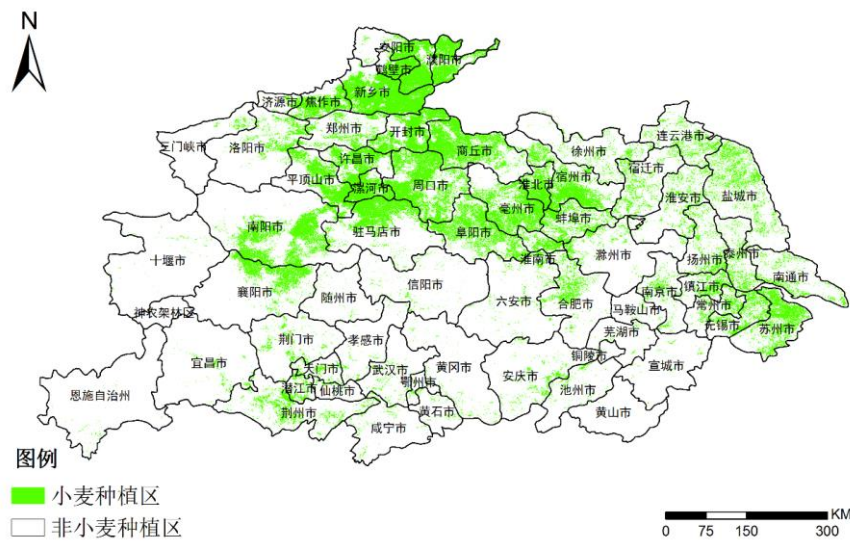 N
安阳市
濮阳市
鹤壁市
新乡市
济源市
焦作市
郑州市
开封市
三门峡市
洛阳市
商丘市
徐州市
连云港市
许昌市
平顶山市
漯河市
周口市
淮北市
宿州市
宿迁市
亳州市
淮安市
盐城市
南阳市
驻马店市
阜阳市
蚌埠市
十堰市
淮南市
滁州市
扬州市
泰州市
南通市
襄阳市
随州市
信阳市
六安市
合肥市
南京市
镇江市
常州市
马鞍山市
无锡市
苏州市
神农架林区
荆门市
孝感市
芜湖市
宜昌市
天门市
武汉市
黄冈市
铜陵市
宣城市
恩施自治州
潜江市
仙桃市
鄂州市
安庆市
池州市
荆州市
黄石市
黄山市
咸宁市
图例
小麦种植区
非小麦种植区
KM
0 75 150 300